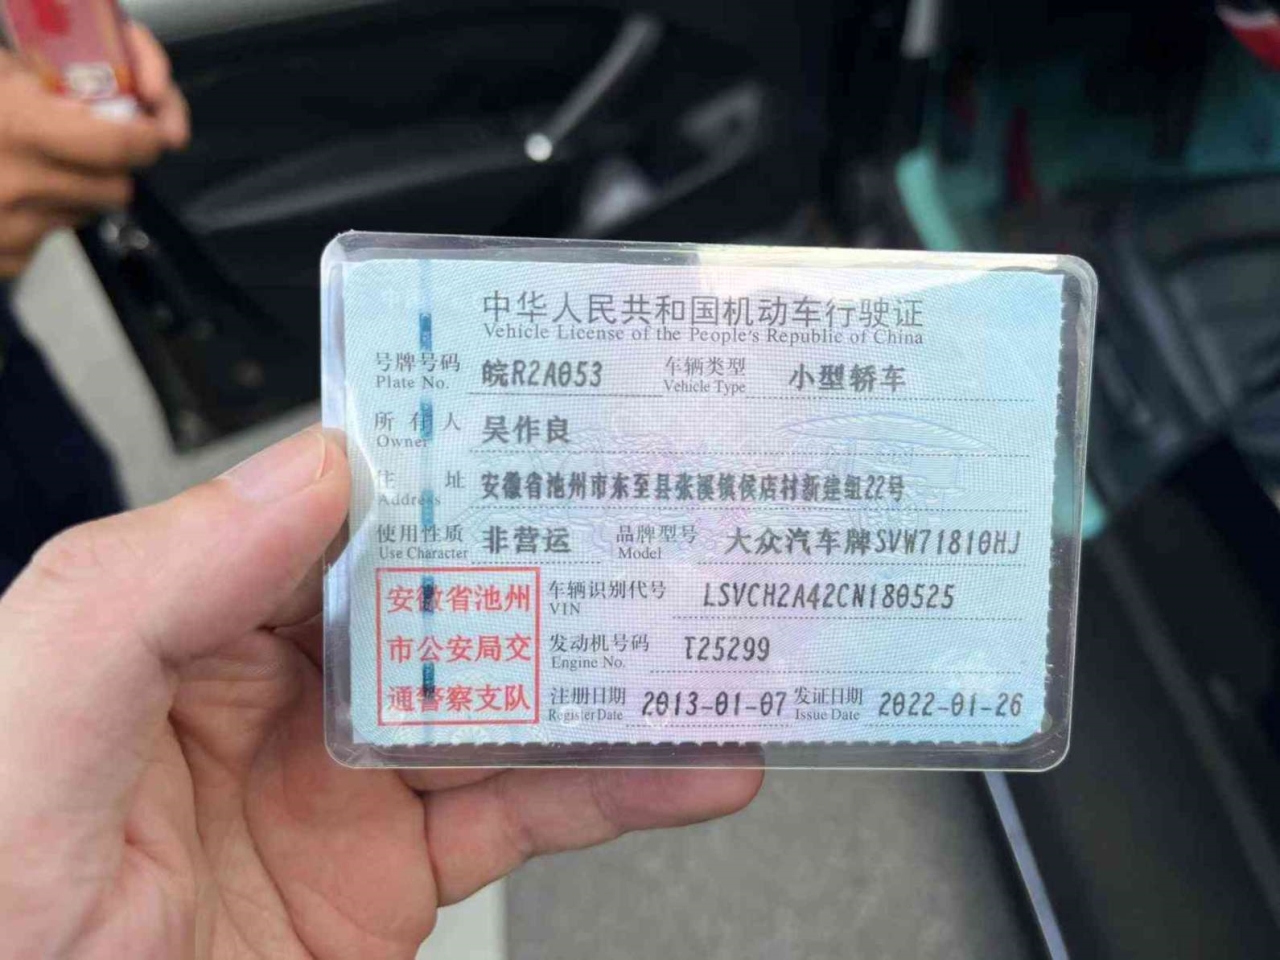 中华人民共和国机动车行驶证
Vehicle License of the People's Republic of China
号牌号码 皖R2A053 车辆类型 小型轿车
Plate No. Vehicle Type
所有人 吴作良
Owner
住址 安徽省池州市东至县张溪镇侯店村新建组22号
Address
使用性质 非营运 品牌型号 大众汽车牌SVW71810HJ
Use Character Model
安徽省池州
市公安局交
通警察支队
车辆识别代号 LSVCH2A42CN180525
VIN
发动机号码 T25299
Engine No.
注册日期 2013-01-07 发证日期 2022-01-26
Register Date Issue Date